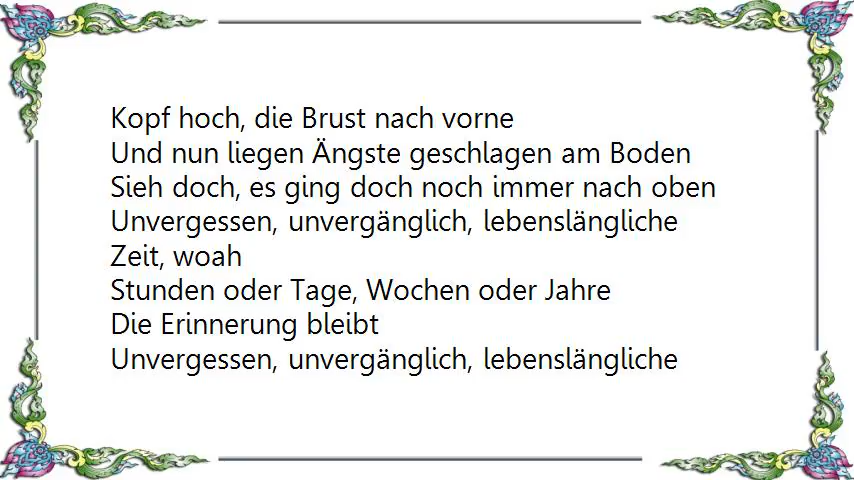 Kopf hoch, die Brust nach vorne
Und nun liegen Ängste geschlagen am Boden
Sieh doch, es ging doch noch immer nach oben
Unvergessen, unvergänglich, lebenslängliche
Zeit, woah
Stunden oder Tage, Wochen oder Jahre
Die Erinnerung bleibt
Unvergessen, unvergänglich, lebenslängliche